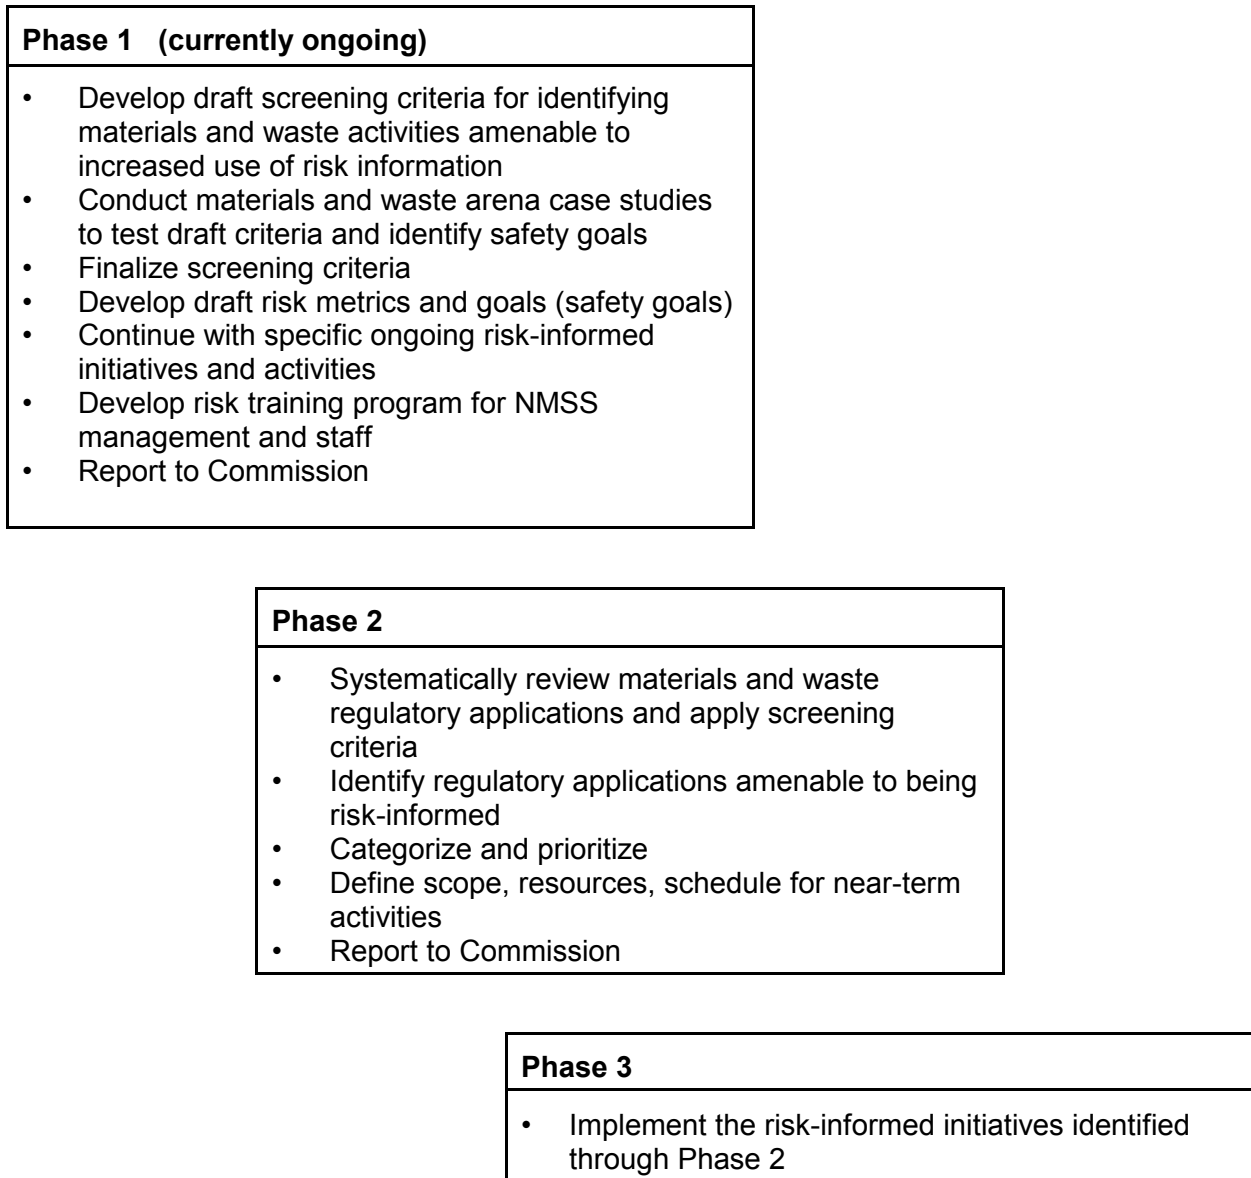 Phase 1   (currently ongoing)
• Develop draft screening criteria for identifying
materials and waste activities amenable to
increased use of risk information
• Conduct materials and waste arena case studies
to test draft criteria and identify safety goals
• Finalize screening criteria
• Develop draft risk metrics and goals (safety goals)
• Continue with specific ongoing risk-informed
initiatives and activities
• Develop risk training program for NMSS
management and staff
• Report to Commission
Phase 2
• Systematically review materials and waste
regulatory applications and apply screening
criteria
• Identify regulatory applications amenable to being
risk-informed
• Categorize and prioritize
• Define scope, resources, schedule for near-term
activities
• Report to Commission
Phase 3
• Implement the risk-informed initiatives identified
through Phase 2